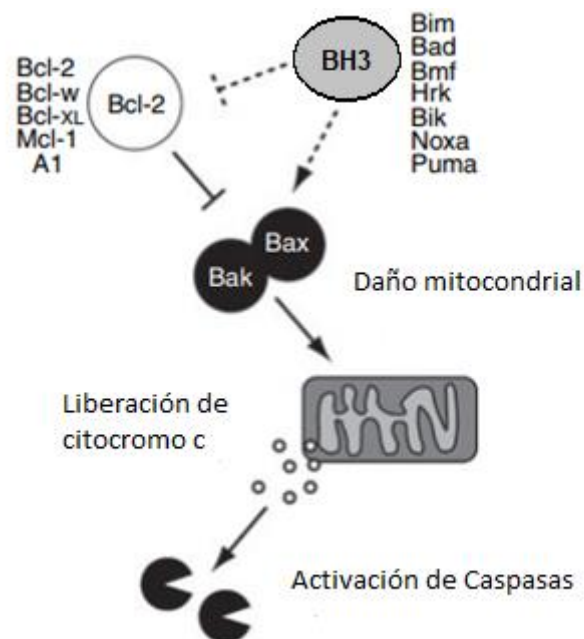 Bcl-2
Bcl-w
Bcl-XL
Mcl-1
A1
Bcl-2
BH3
Bim
Bad
Bmf
Hrk
Bik
Noxa
Puma
Bax
Bak
Daño mitocondrial
Liberación de
citocromo c
Activación de Caspasas